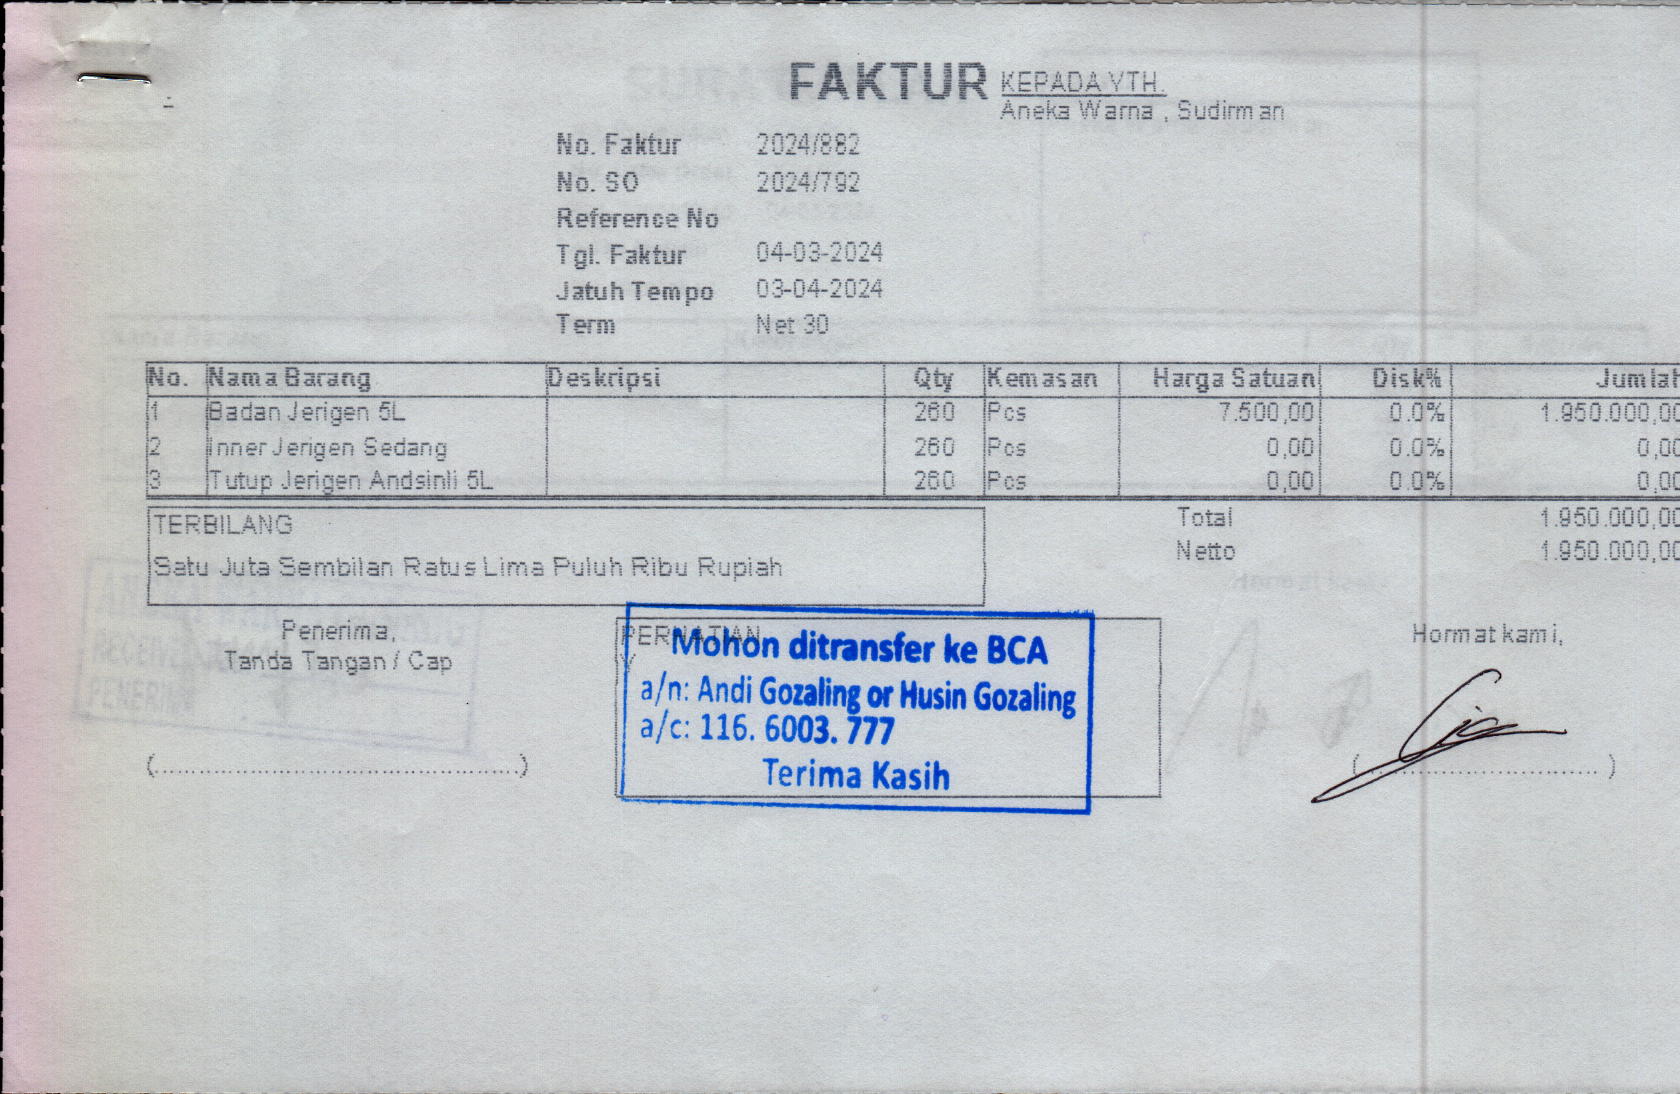 FAKTUR
KEPADA YTH.
Aneka Warna , Sudirman
No. Faktur 2024/882
No. SO 2024/792
Reference No
Tgl. Faktur 04-03-2024
Jatuh Tempo 03-04-2024
Term Net 30
No. Nama Barang Deskripsi Qty Kemasan Harga Satuan Disk% Jumlah
1 Badan Jerigen 5L 260 Pcs 7.500,00 0.0% 1.950.000,00
2 Inner Jerigen Sedang 260 Pcs 0,00 0.0% 0,00
3 Tutup Jerigen Andsinli 5L 260 Pcs 0,00 0.0% 0,00
TERBILANG
Satu Juta Sembilan Ratus Lima Puluh Ribu Rupiah
Total 1.950.000,00
Netto 1.950.000,00
Penerima,
Tanda Tangan / Cap
(................................................)
PERHATIAN
Mohon ditransfer ke BCA
a/n: Andi Gozaling or Husin Gozaling
a/c: 116. 6003. 777
Terima Kasih
Hormat kami,
(................................)